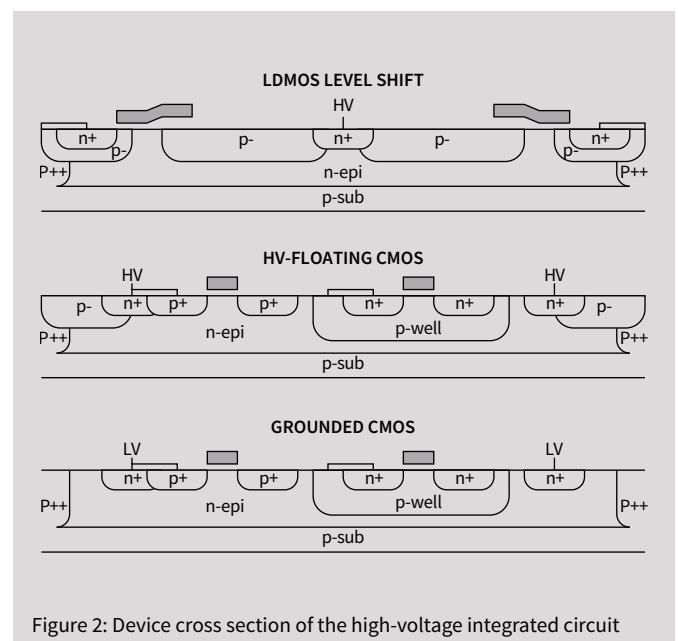 LDMOS LEVEL SHIFT
HV
n+ p- p- n+ p- p- n+
P++ n-epi P++
p-sub
HV-FLOATING CMOS
HV HV
p- n+ p+ p+ n+ n+ n+ p-
P++ n-epi p-well P++
p-sub
GROUNDED CMOS
LV LV
n+ p+ p+ n+ n+ n+
P++ n-epi p-well P++
p-sub
Figure 2: Device cross section of the high-voltage integrated circuit